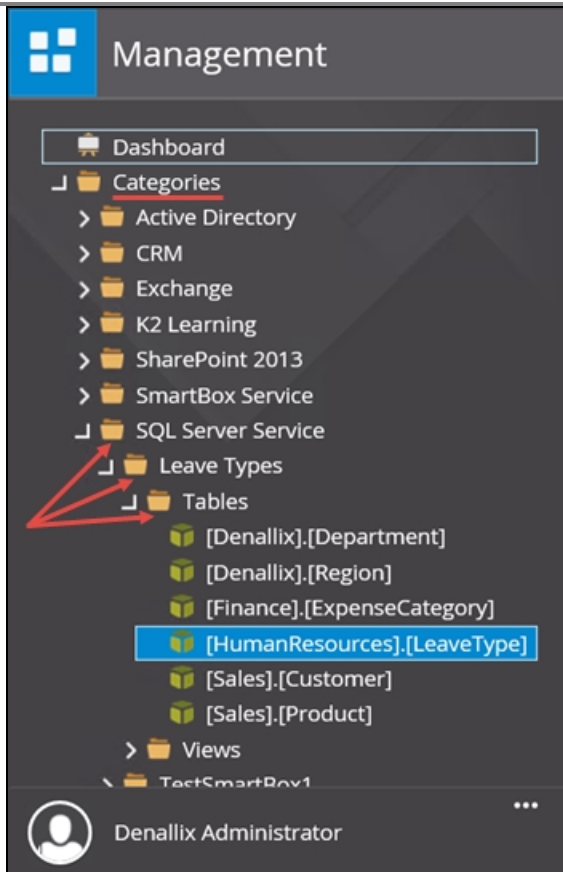 Management
Dashboard
Categories
Active Directory
CRM
Exchange
K2 Learning
SharePoint 2013
SmartBox Service
SQL Server Service
Leave Types
Tables
[Denallix].[Department]
[Denallix].[Region]
[Finance].[ExpenseCategory]
[HumanResources].[LeaveType]
[Sales].[Customer]
[Sales].[Product]
Views
TestSmartBox1
Denallix Administrator